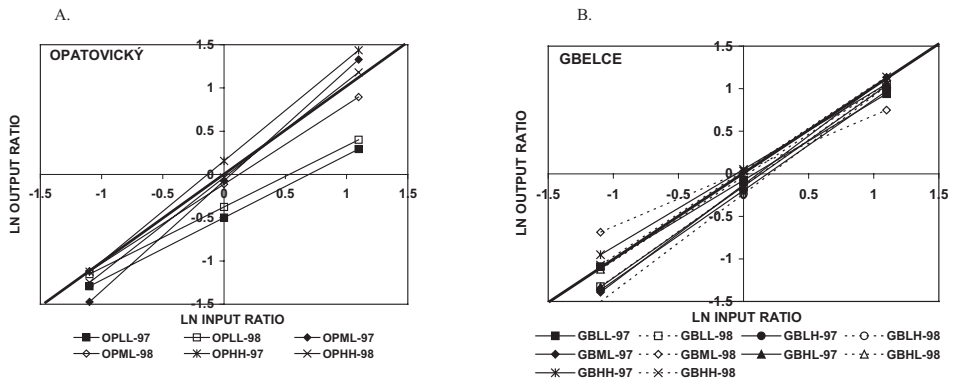 A.
OPATOVICKÝ
LN OUTPUT RATIO
1.5
1
0.5
0
-0.5
-1
-1.5
-1.5 -1 -0.5 0 0.5 1 1.5
LN INPUT RATIO
OPLL-97 OPLL-98 OPML-97
OPML-98 OPHH-97 OPHH-98
B.
GBELCE
LN OUTPUT RATIO
1.5
1
0.5
0
-0.5
-1
-1.5
-1.5 -1 -0.5 0 0.5 1 1.5
LN INPUT RATIO
GBLL-97 GBLL-98 GBLH-97 GBLH-98
GBML-97 GBML-98 GBHL-97 GBHL-98
GBHH-97 GBHH-98